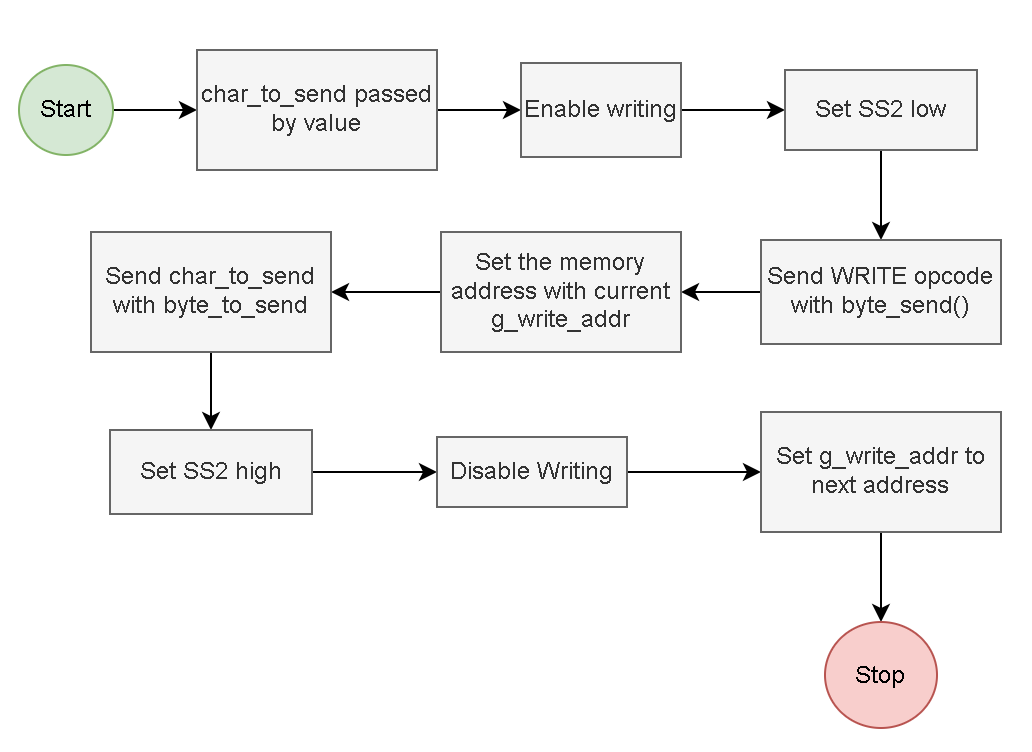 Start
char_to_send passed
by value
Enable writing
Set SS2 low
Send WRITE opcode
with byte_send()
Set the memory
address with current
g_write_addr
Send char_to_send
with byte_to_send
Set SS2 high
Disable Writing
Set g_write_addr to
next address
Stop